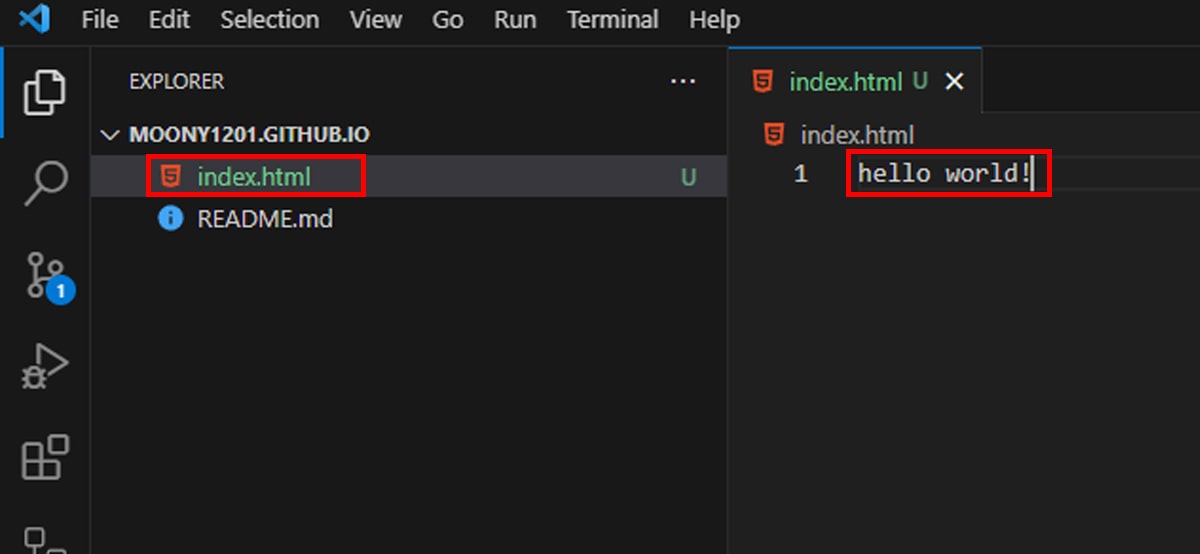 File Edit Selection View Go Run Terminal Help
EXPLORER ...
MOONY1201.GITHUB.IO
index.html U
README.md
1
index.html U
index.html
1 hello world!